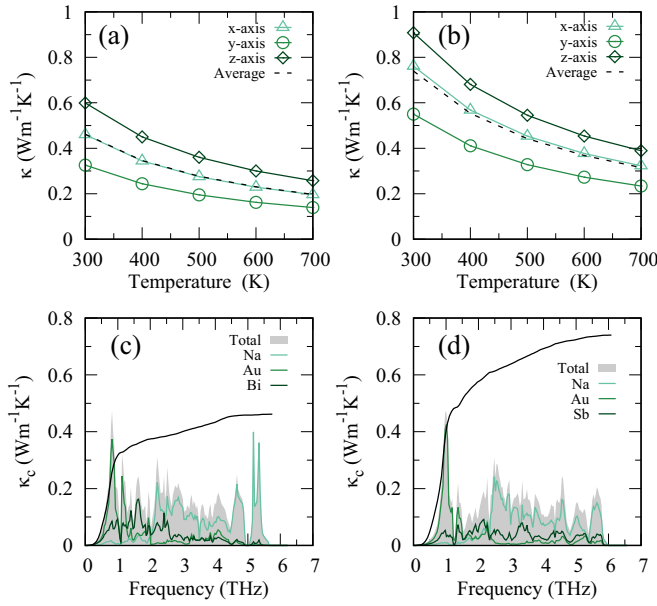 (a)
x-axis
y-axis
z-axis
Average
κ (Wm⁻¹K⁻¹)
1
0.8
0.6
0.4
0.2
0
300 400 500 600 700
Temperature (K)
(b)
x-axis
y-axis
z-axis
Average
κ (Wm⁻¹K⁻¹)
1
0.8
0.6
0.4
0.2
0
300 400 500 600 700
Temperature (K)
(c)
Total
Na
Au
Bi
κc (Wm⁻¹K⁻¹)
0.8
0.6
0.4
0.2
0
0 1 2 3 4 5 6 7
Frequency (THz)
(d)
Total
Na
Au
Sb
κc (Wm⁻¹K⁻¹)
0.8
0.6
0.4
0.2
0
0 1 2 3 4 5 6 7
Frequency (THz)